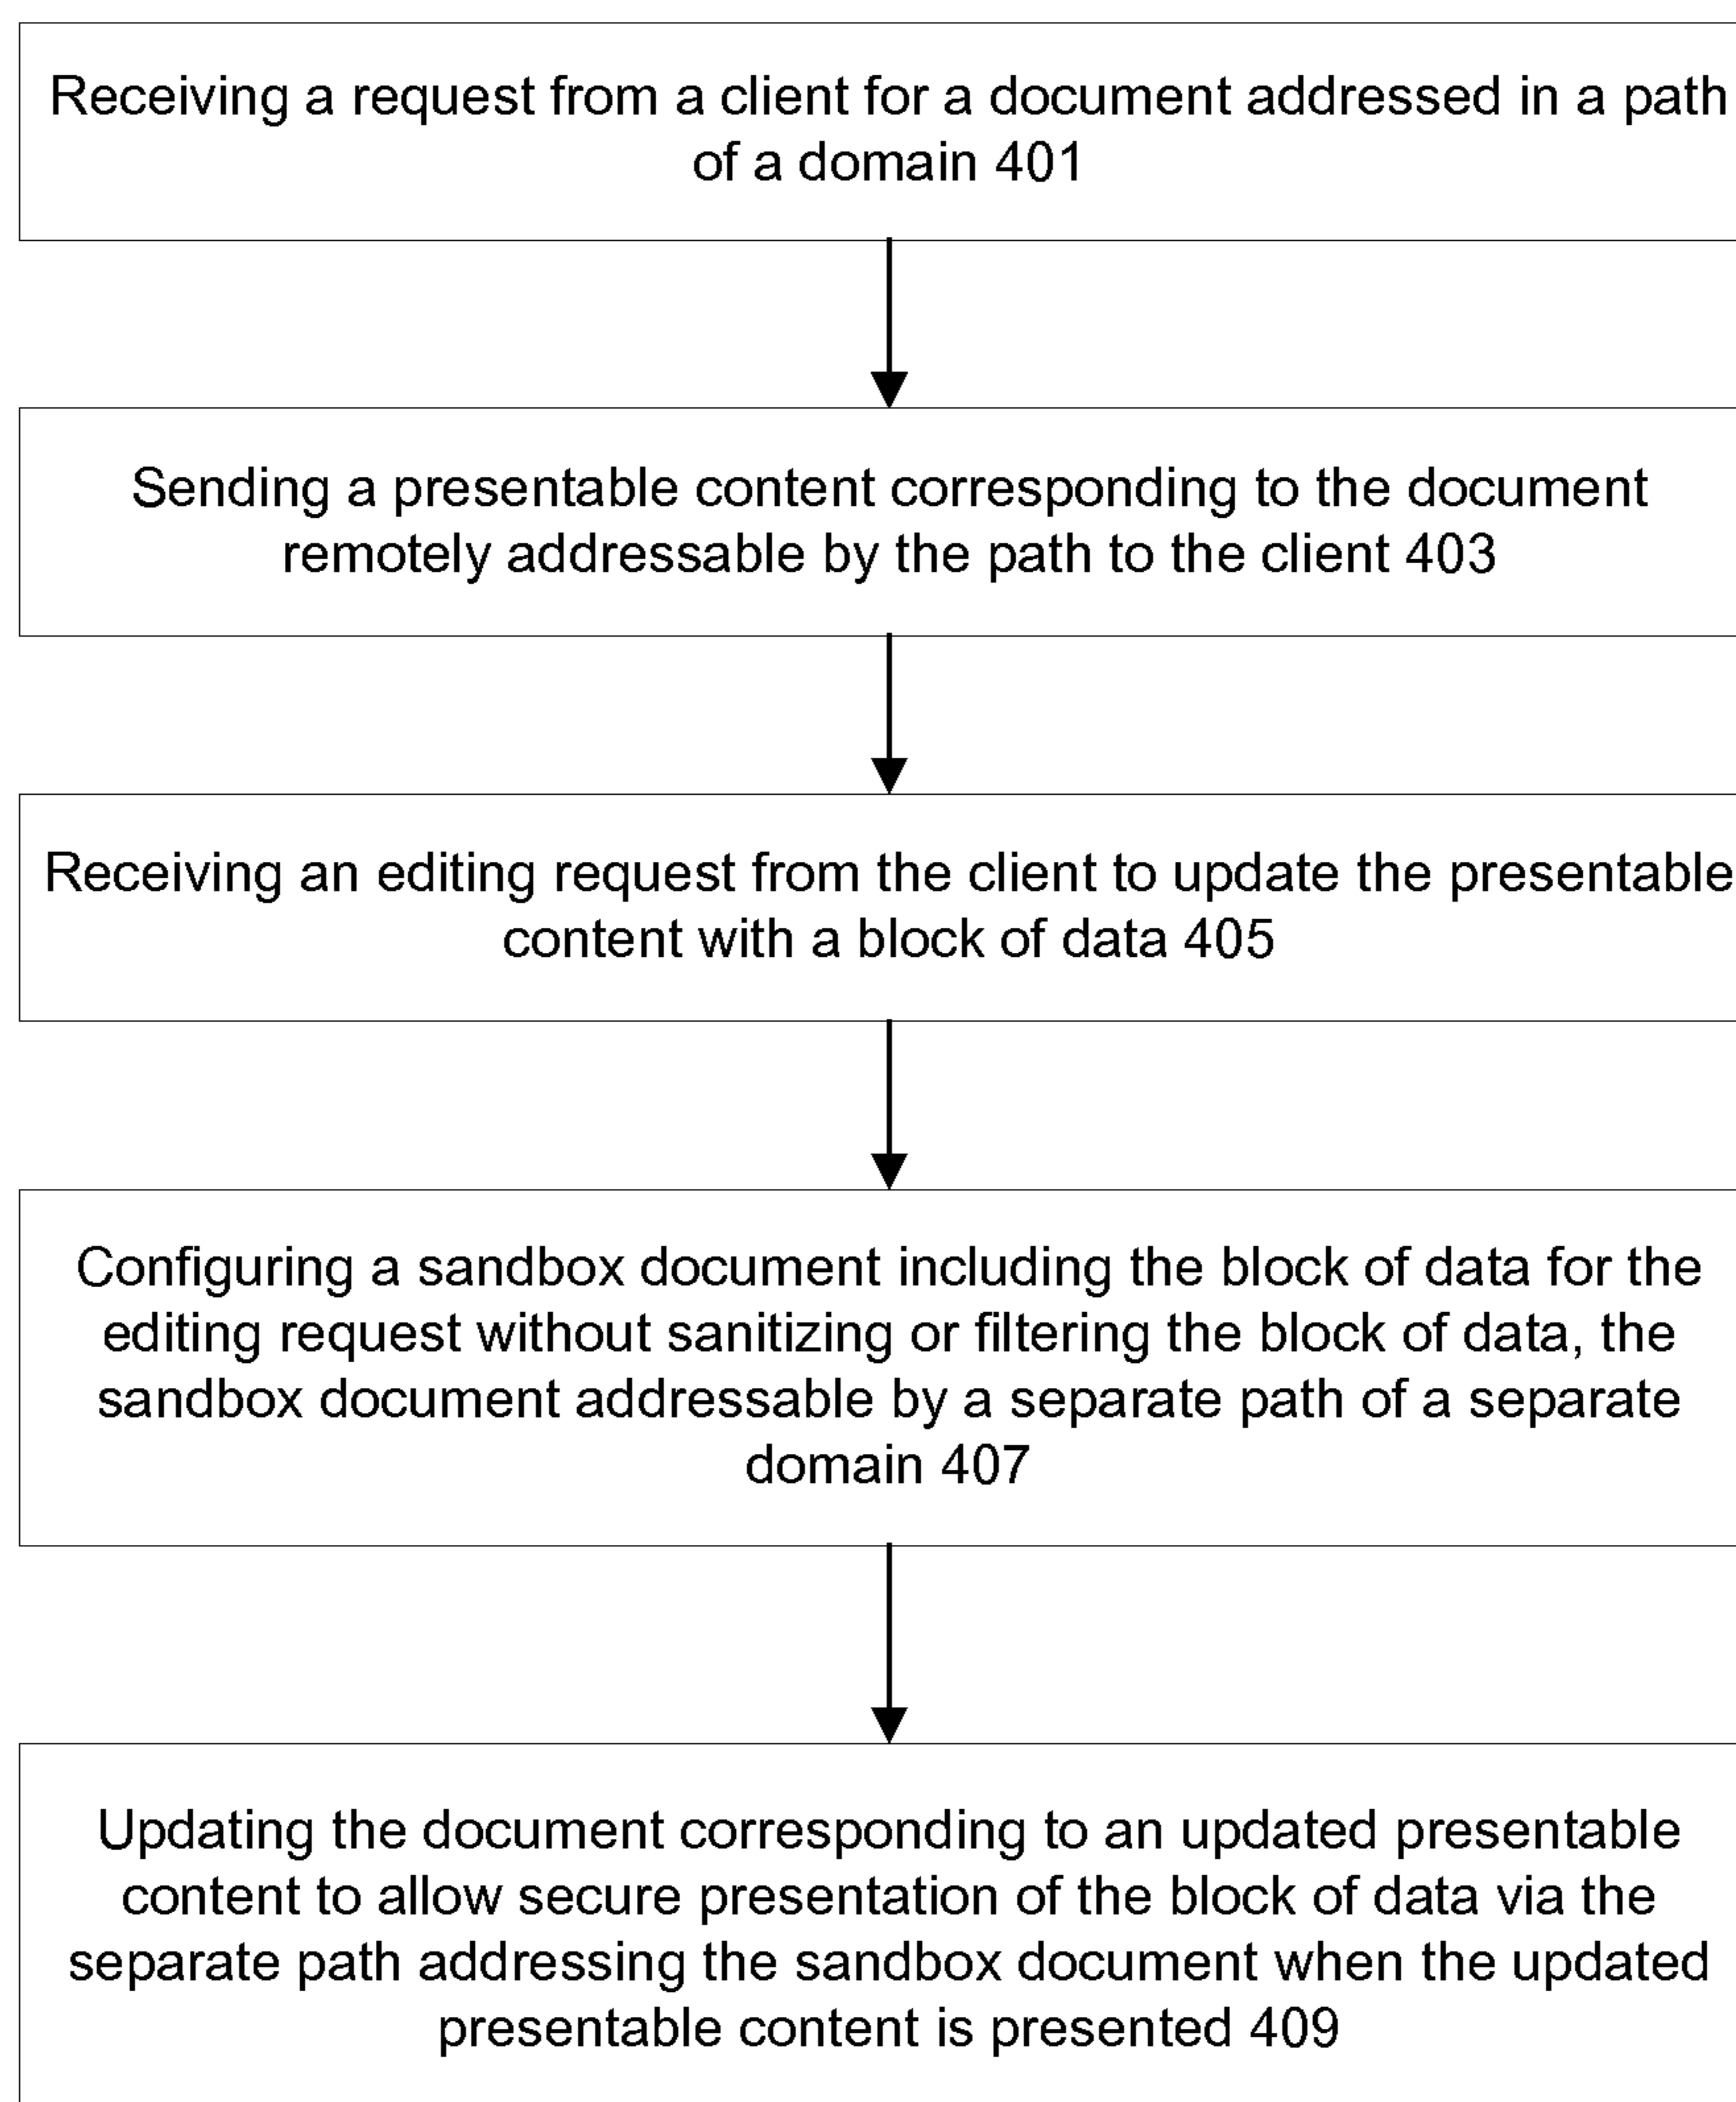 Receiving a request from a client for a document addressed in a path
of a domain 401
Sending a presentable content corresponding to the document
remotely addressable by the path to the client 403
Receiving an editing request from the client to update the presentable
content with a block of data 405
Configuring a sandbox document including the block of data for the
editing request without sanitizing or filtering the block of data, the
sandbox document addressable by a separate path of a separate
domain 407
Updating the document corresponding to an updated presentable
content to allow secure presentation of the block of data via the
separate path addressing the sandbox document when the updated
presentable content is presented 409